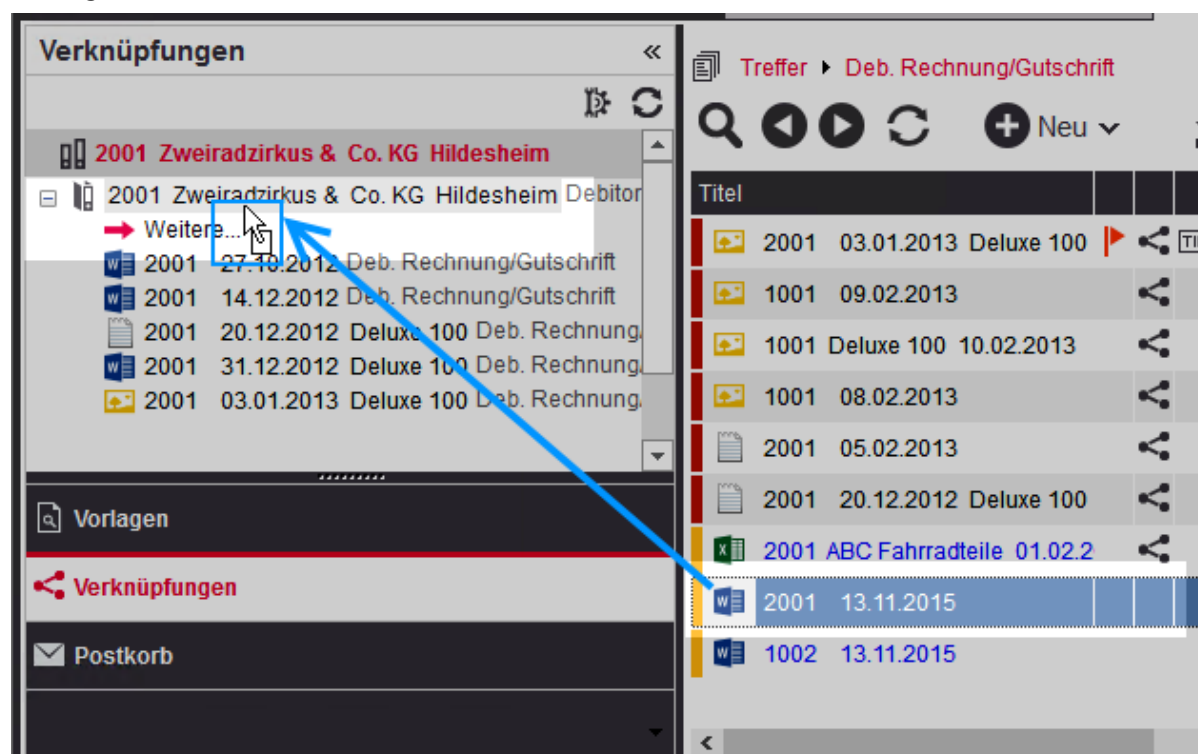 Verknüpfungen «
2001 Zweiradzirkus & Co. KG Hildesheim
2001 Zweiradzirkus & Co. KG Hildesheim Debitor
Weitere...
2001 27.10.2012 Deb. Rechnung/Gutschrift
2001 14.12.2012 Deb. Rechnung/Gutschrift
2001 20.12.2012 Deluxe 100 Deb. Rechnung/
2001 31.12.2012 Deluxe 100 Deb. Rechnung/
2001 03.01.2013 Deluxe 100 Deb. Rechnung/
Vorlagen
Verknüpfungen
Postkorb
Treffer Deb. Rechnung/Gutschrift
Neu
Titel
2001 03.01.2013 Deluxe 100
1001 09.02.2013
1001 Deluxe 100 10.02.2013
1001 08.02.2013
2001 05.02.2013
2001 20.12.2012 Deluxe 100
2001 ABC Fahrradteile 01.02.2
2001 13.11.2015
1002 13.11.2015